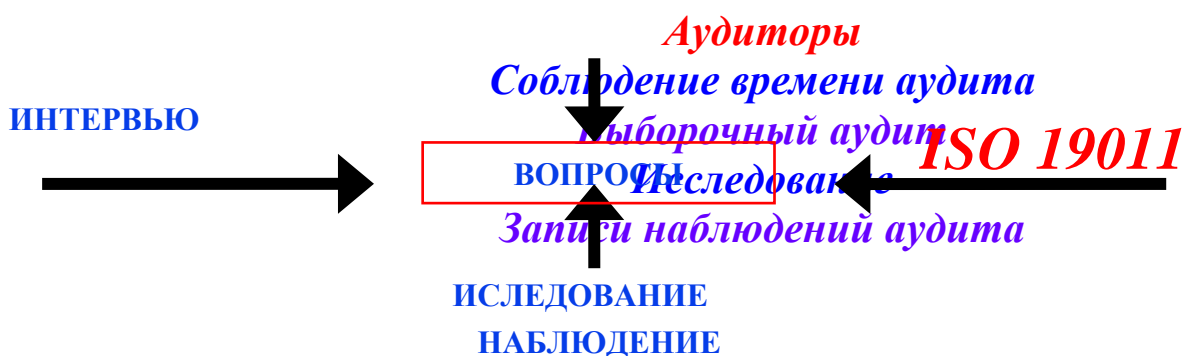 Аудиторы
Соблюдение времени аудита
ИНТЕРВЬЮ
Выборочный аудит
ISO 19011
ВОПРОСЫ
Исследование
Записи наблюдений аудита
ИСЛЕДОВАНИЕ
НАБЛЮДЕНИЕ